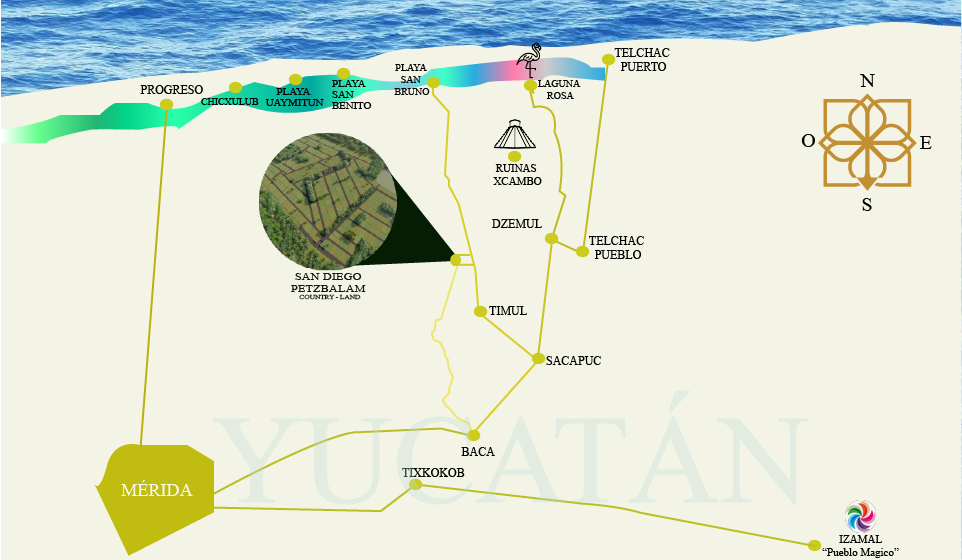 TELCHAC
PUERTO
PLAYA
SAN
BRUNO
PROGRESO
CHICXULUB
PLAYA
UAYMITUN
PLAYA
SAN
BENITO
LAGUNA
ROSA
N
O
E
S
RUINAS
XCAMBO
DZEMUL
TELCHAC
PUEBLO
SAN DIEGO
PETZBALAM
COUNTRY - LAND
TIMUL
SACAPUC
YUCATÁN
BACA
TIXKOKOB
MÉRIDA
IZAMAL
“Pueblo Magico”